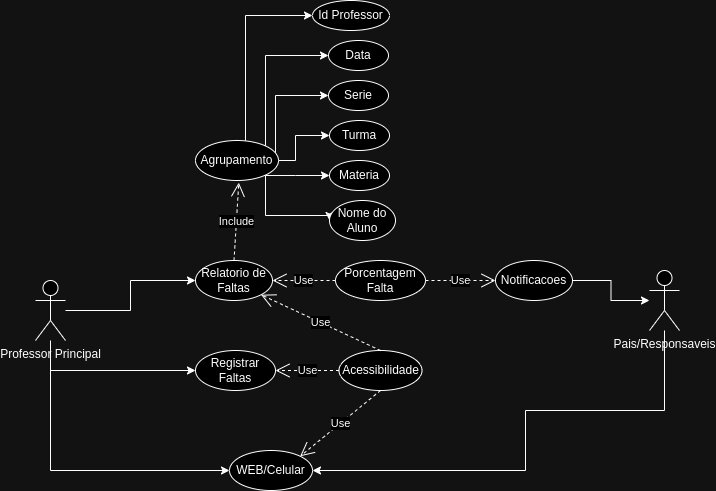 Id Professor
Data
Serie
Turma
Agrupamento
Materia
Nome do
Aluno
Include
Relatorio de
Faltas
Use
Porcentagem
Falta
Use
Notificacoes
Use
Professor Principal
Pais/Responsaveis
Registrar
Faltas
Use
Acessibilidade
Use
WEB/Celular